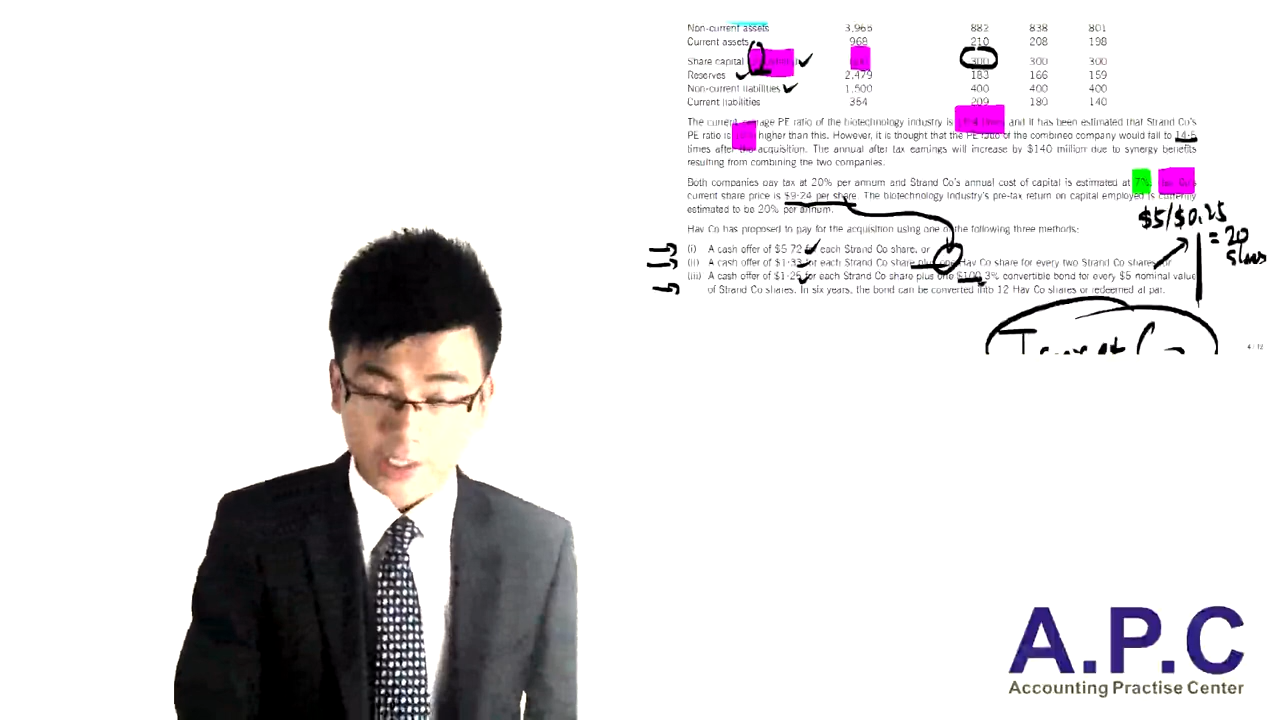 Non-current assets 3,965 882 838 801
Current assets 968 210 208 198
Share capital 300 300 300
Reserves 2,479 183 166 159
Non-current liabilities 1,500 400 400 400
Current liabilities 354 209 180 140
The current average PE ratio of the biotechnology industry is and it has been estimated that Strand Co's
PE ratio is higher than this. However, it is thought that the PE ratio of the combined company would fall to 14·5
times after the acquisition. The annual after tax earnings will increase by $140 million due to synergy benefits
resulting from combining the two companies.
Both companies pay tax at 20% per annum and Strand Co's annual cost of capital is estimated at 7%.
current share price is $9·24 per share. The biotechnology industry's pre-tax return on capital employed is currently
estimated to be 20% per annum.
$5/$0.25
= 20
Hav Co has proposed to pay for the acquisition using one of the following three methods:
(i) A cash offer of $5·72 for each Strand Co share, or
(ii) A cash offer of $1·33 for each Strand Co share plus one Hav Co share for every two Strand Co shares, or
(iii) A cash offer of $1·25 for each Strand Co share plus one $100 3% convertible bond for every $5 nominal value
of Strand Co shares. In six years, the bond can be converted into 12 Hav Co shares or redeemed at par.
A.P.C
Accounting Practise Center